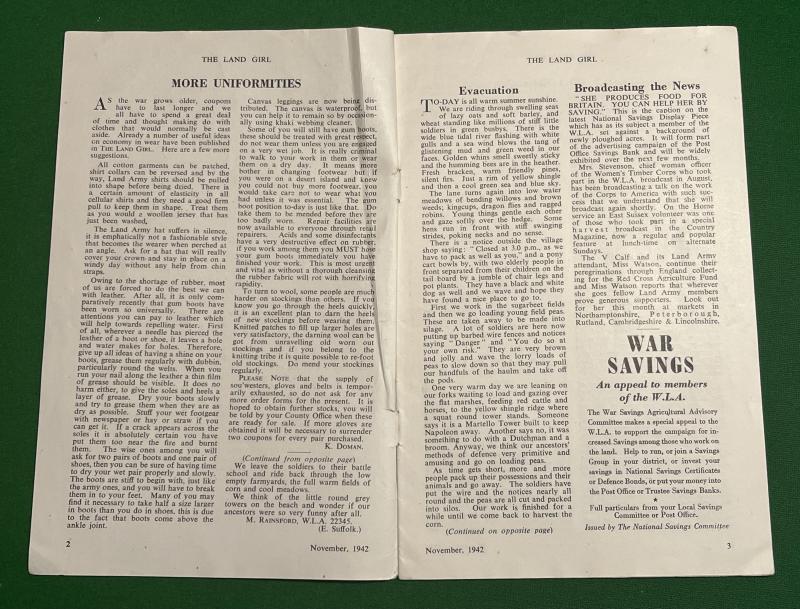 THE LAND GIRL
MORE UNIFORMITIES
AS the war grows older, coupons
have to last longer and we
all have to spend a great deal
of time and thought making do with
clothes that would normally be cast
aside. Already a number of useful ideas
on economy in wear have been published
in THE LAND GIRL. Here are a few more
suggestions.
All cotton garments can be patched,
shirt collars can be reversed and by the
way, Land Army shirts should be pulled
into shape before being dried. There is
a certain amount of elasticity in all
cellular shirts and they need a good firm
pull to keep them in shape. Treat them
as you would a woollen jersey that has
just been washed,
The Land Army hat suffers in silence,
it is emphatically not a fashionable style
that becomes the wearer when perched at
an angle. Ask for a hat that will really
cover your crown and stay in place on a
windy day without any help from chin
straps.
Owing to the shortage of rubber, most
of us are forced to do the best we can
with leather. After all, it is only com-
paratively recently that gum boots have
been worn so universally. There are
attentions you can pay to leather which
will help towards repelling water. First
of all, wherever a needle has pierced the
leather of a boot or shoe, it leaves a hole
and water makes for holes. Therefore,
give up all ideas of having a shine on your
boots, grease them regularly with dubbin,
particularly round the welts. When you
run your nail along the leather a thin film
of grease should be visible. It does no
harm either, to give the soles and heels a
layer of grease. Dry your boots slowly
and try to grease them when they are as
dry as possible. Stuff your wet footgear
with newspaper or hay or straw if you
can get it. If a crack appears across the
soles it is absolutely certain you have
put them too near the fire and burnt
them. The wise ones among you will
ask for two pairs of boots and one pair of
shoes, then you can be sure of having time
to dry your wet pair properly and slowly.
The boots are stiff to begin with, just like
the army ones, and you will have to break
them in to your feet. Many of you may
find it necessary to take half a size larger
in boots than you do in shoes, this is due
to the fact that boots come above the
ankle joint.
Canvas leggings are now being dis-
tributed. The canvas is waterproof, but
you can help it to remain so by occasion-
ally using khaki webbing cleaner.
Some of you will still have gum boots,
these should be treated with great respect,
do not wear them unless you are engaged
on a very wet job. It is really criminal
to walk to your work in them or wear
them on a dry day. It means more
bother in changing footwear but if
you were on a desert island and knew
you could not buy more footwear, you
would take care not to wear what you
had unless it was essential. The gum
boot position to-day is just like that. Do
take them to be mended before they are
too badly worn. Repair facilities are
now available to everyone through retail
repairers. Acids and some disinfectants
have a very destructive effect on rubber,
if you work among them you MUST hose
your gum boots immediately you have
finished your work. This is most urgent
and vital as without a thorough cleansing
the rubber fabric will rot with horrifying
rapidity.
To turn to wool, some people are much
harder on stockings than others. If you
know you go through the heels quickly,
it is an excellent plan to darn the heels
of new stockings before wearing them.
Knitted patches to fill up larger holes are
very satisfactory, the darning wool can be
got from unravelling old worn out
stockings and if you belong to the
knitting tribe it is quite possible to re-foot
old stockings. Do mend your stockings
regularly.
PLEASE NOTE that the supply of
sou'westers, gloves and helts is tempor-
arily exhausted, so do not ask for any
more order forms for the present. It is
hoped to obtain further stocks, you will
be told by your County Office when these
are ready for sale. If more gloves are
obtained it will be necessary to surrender
two coupons for every pair purchased.
K. DOMAN.
(Continued from opposite page)
We leave the soldiers to their battle
school and ride back through the low
empty farmyards, the full warm fields of
corn and cool meadows.
We think of the little round grey
towers on the beach and wonder if our
ancestors were so very funny after all.
M. RAINSFORD, W.L.A. 22345.
(E. Suffolk.)
2
November, 1942
THE LAND GIRL
Evacuation
TO-DAY is all warm summer sunshine.
We are riding through swelling seas
of lazy oats and soft barley, and
wheat standing like millions of stiff little
soldiers in green busbys. There is the
wide blue tidal river flashing with white
gulls and a sea wind blows the tang of
glistening mud and green weed in our
faces. Golden whins smell sweetly sticky
and the humming bees are in the heather.
Fresh bracken, warm friendly pines,
silent firs. Just a rim of yellow shingle
and then a cool green sea and blue sky.
The lane turns again into low water
meadows of bending willows and brown
weeds; kingcups, dragon flies and ragged
robins. Young things gentle each other
and gaze softly over the hedge. Some
hens run in front with stiff swinging
strides, poking necks and no sense.
There is a notice outside the village
shop saying: "Closed at 3.0 p.m., as we
have to pack as well as you," and a pony
cart bowls by, with two elderly people in
front separated from their children on the
tail board by a jumble of chair legs and
pot plants. They have a black and white
dog as well and we wave and hope they
have found a nice place to go to.
First we work in the sugarbeet fields
and then we go loading young field peas.
These are taken away to be made into
silage. A lot of soldiers are here now
putting up barbed wire fences and notices
saying "Danger" and "You do so at
your own risk." They are very brown
and jolly and wave the lorry loads of
peas to slow down so that they may pull
our handfuls of the haulm and take off
the pods.
One very warm day we are leaning on
our forks waiting to load and gazing over
the flat marshes, feeding red cattle and
horses, to the yellow shingle ridge where
a squat round tower stands. Someone
says it is a Martello Tower built to keep
Napoleon away. Another says no, it was
something to do with a Dutchman and a
broom. Anyway, we think our ancestors'
methods of defence very primitive and
amusing and go on loading peas.
As time gets short, more and more
people pack up their possessions and their
animals and go away. The soldiers have
put the wire and the notices nearly all
round and the peas are all cut and packed
into silos. Our work is finished for a
while until we come back to harvest the
corn.
(Continued on opposite page)
November, 1942
Broadcasting the News
"SHE PRODUCES FOOD FOR
BRITAIN, YOU CAN HELP HER BY
SAVING." This is the caption on the
latest National Savings Display Piece
which has as its subject a member of the
W.L.A. set against a background of
newly ploughed acres. It will form part
of the advertising campaign of the Post
Office Savings Bank and will be widely
exhibited over the next few months.
Mrs. Stevenson, chief woman officer
of the Women's Timber Corps who took
part in the W.L.A. broadcast in August,
has been broadcasting a talk on the work
of the Corps to America with such suc-
cess that we understand that she will
broadcast again shortly. On the Home
service an East Sussex volunteer was one
of those who took part in a special
harvest broadcast in the Country
Magazine, now a regular and popular
feature at lunch-time on alternate
Sundays.
The V Calf and its Land Army
attendant, Miss Watson, continue their
peregrinations through England collect-
ing for the Red Cross Agriculture Fund
and Miss Watson reports that wherever
she goes fellow Land Army members
prove generous supporters. Look out
for her this month at markets in
Northamptonshire, Peterborough,
Rutland, Cambridgeshire & Lincolnshire.
WAR
SAVINGS
An appeal to members
of the W.L.A.
The War Savings Agricultural Advisory
Committee makes a special appeal to the
W.L.A. to support the campaign for in-
creased Savings among those who work on
the land. Help to run, or join a Savings
Group in your district, or invest your
savings in National Savings Certificates
or Defence Bonds, or put your money into
the Post Office or Trustee Savings Banks.
★
Full particulars from your Local Savings
Committee or Post Office.
Issued by The National Savings Committee
3